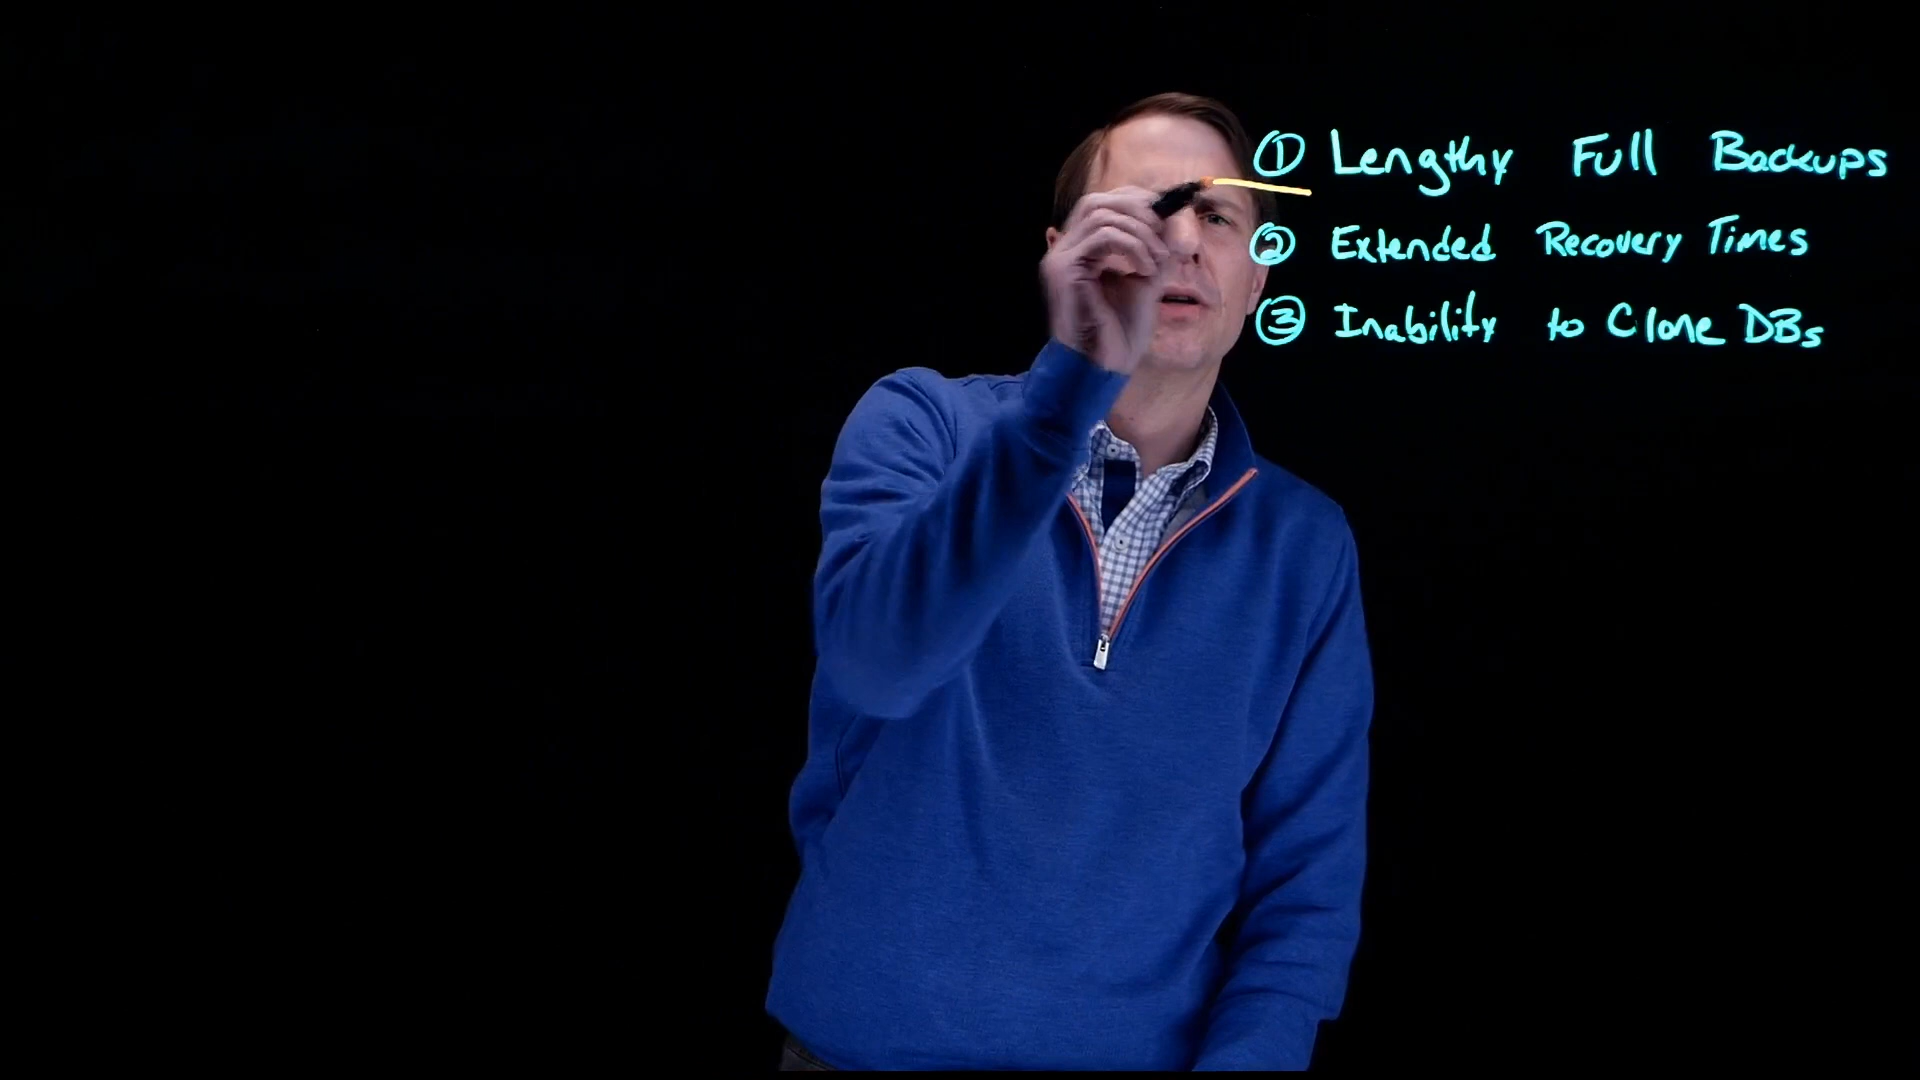 ① Lengthy Full Backups
② Extended Recovery Times
③ Inability to Clone DBs